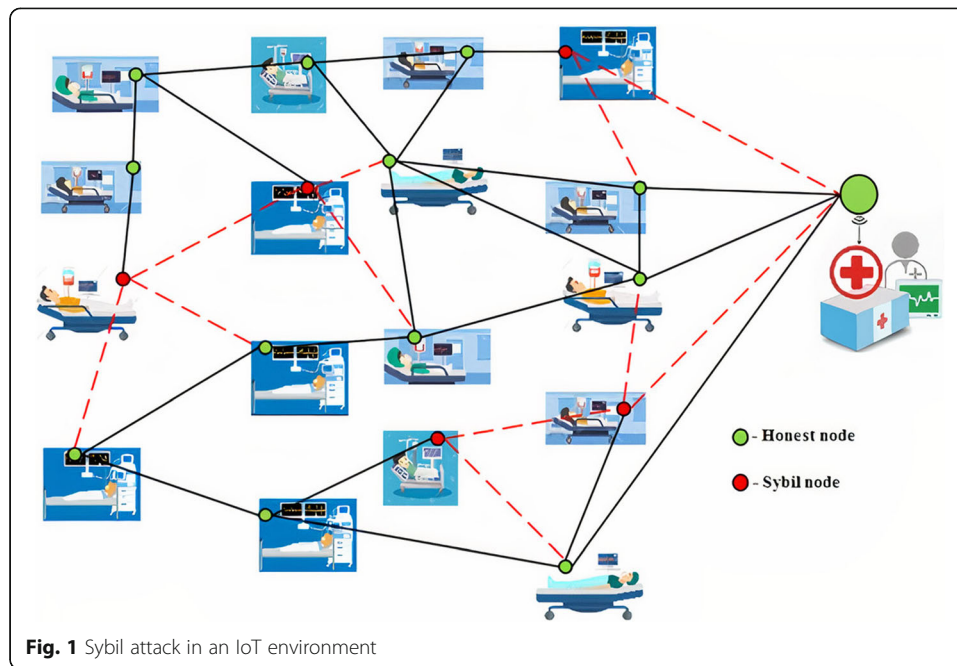 - Honest node
- Sybil node
Fig. 1 Sybil attack in an IoT environment